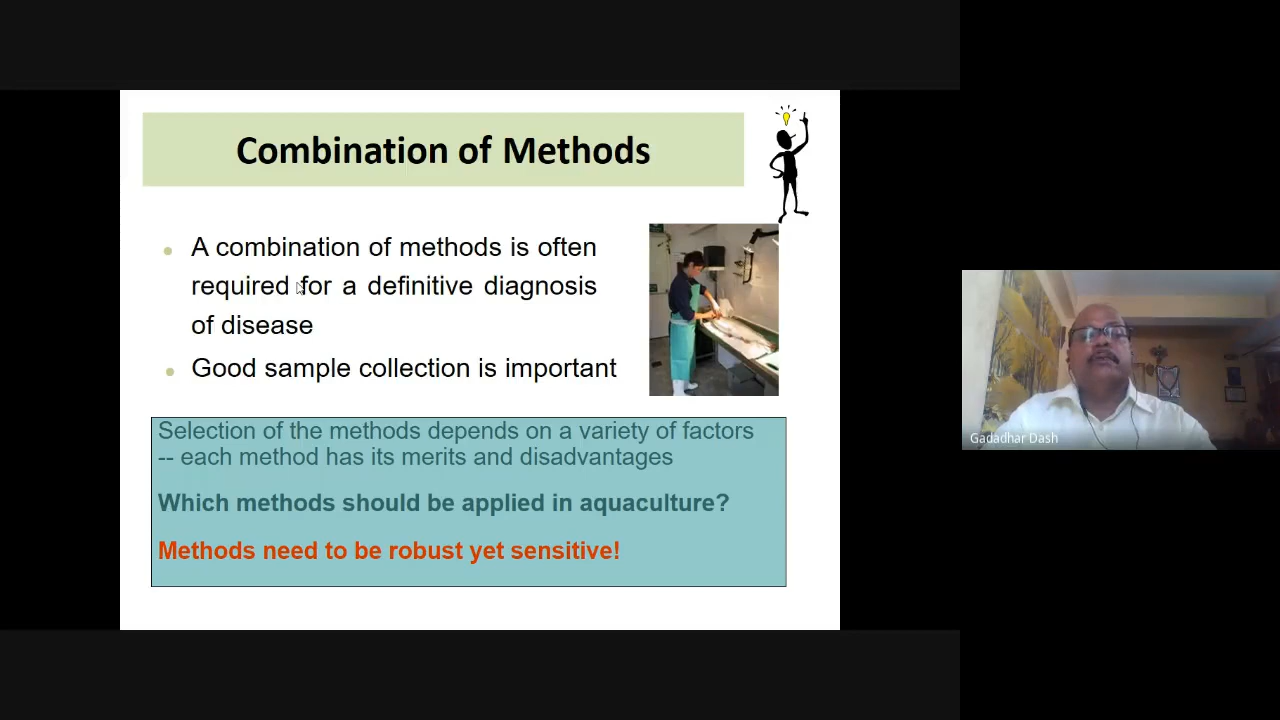 Combination of Methods
A combination of methods is often
required for a definitive diagnosis
of disease
Good sample collection is important
Selection of the methods depends on a variety of factors
-- each method has its merits and disadvantages
Which methods should be applied in aquaculture?
Methods need to be robust yet sensitive!
Gadadhar Dash